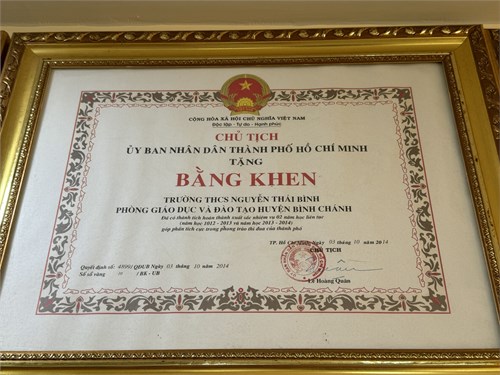 CỘNG HÒA XÃ HỘI CHỦ NGHĨA VIỆT NAM
Độc lập - Tự do - Hạnh phúc
CHỦ TỊCH
ỦY BAN NHÂN DÂN THÀNH PHỐ HỒ CHÍ MINH
TẶNG
BẰNG KHEN
TRƯỜNG THCS NGUYỄN THÁI BÌNH
PHÒNG GIÁO DỤC VÀ ĐÀO TẠO HUYỆN BÌNH CHÁNH
Đã có thành tích hoàn thành xuất sắc nhiệm vụ 02 năm học liên tục
(năm học 1012 - 2013 và năm học 2013 - 2014)
góp phần tích cực trong phong trào thi đua của thành phố
TP. Hồ Chí Minh, Ngày 03 tháng 10 năm 2014
CHỦ TỊCH
Quyết định số QĐUB Ngày 03 tháng 10 năm 2014
Số sổ vàng /BK-UB
Lê Hoàng Quân